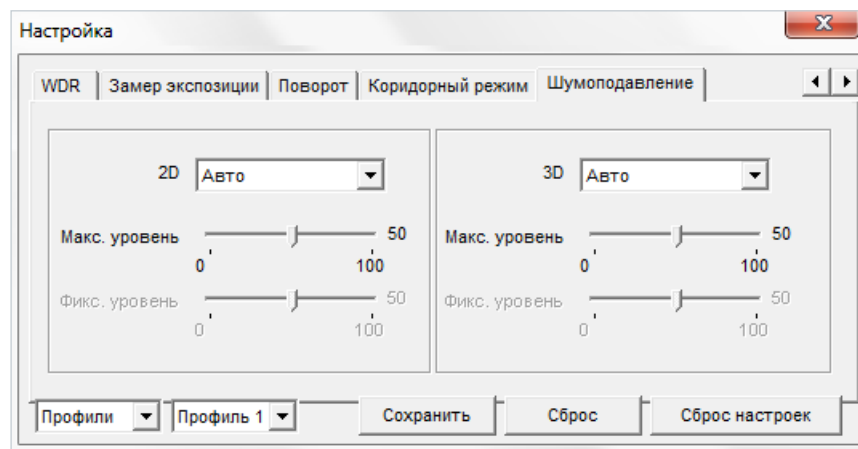 Настройка
WDR Замер экспозиции Поворот Коридорный режим Шумоподавление
2D Авто 3D Авто
Макс. уровень 50 Макс. уровень 50
0 100 0 100
Фикс. уровень 50 Фикс. уровень 50
0 100 0 100
Профили Профиль 1 Сохранить Сброс Сброс настроек